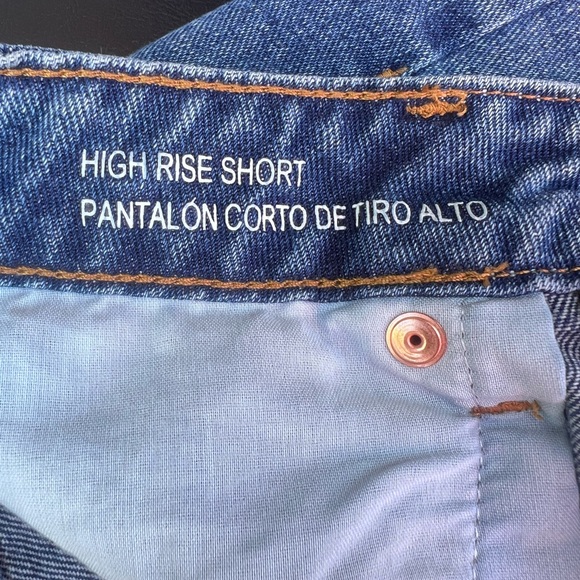 HIGH RISE SHORT
PANTALÓN CORTO DE TIRO ALTO